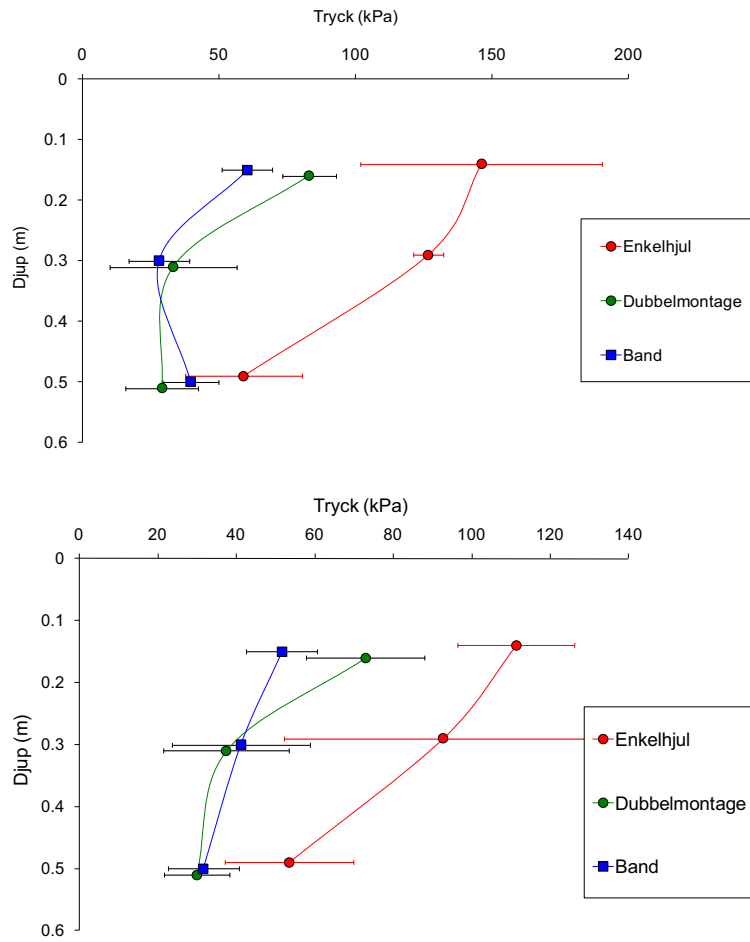 Tryck (kPa)
0 50 100 150 200
0
0.1
0.2
0.3
0.4
0.5
0.6
Djup (m)
Enkelhjul
Dubbelmontage
Band
Tryck (kPa)
0 20 40 60 80 100 120 140
0
0.1
0.2
0.3
0.4
0.5
0.6
Djup (m)
Enkelhjul
Dubbelmontage
Band